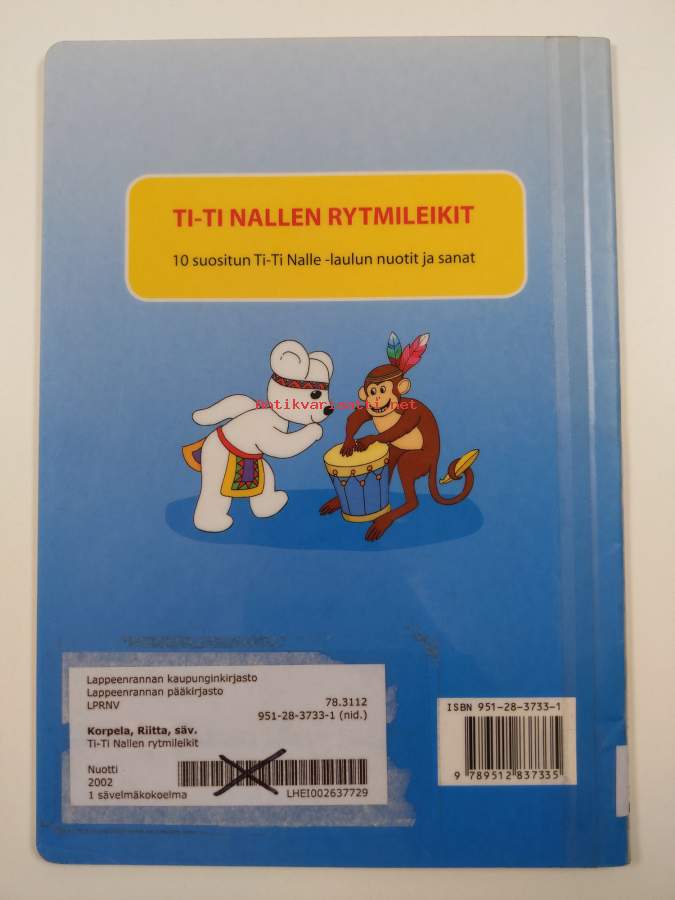 TI-TI NALLEN RYTMILEIKIT
10 suositun Ti-Ti Nalle -laulun nuotit ja sanat
antikvariaatti.net
Lappeenrannan kaupunginkirjasto
Lappeenrannan pääkirjasto
LPRNV 78.3112
951-28-3733-1 (nid.)
Korpela, Riitta, säv.
Ti-Ti Nallen rytmileikit
Nuotti
2002
1 sävelmäkokoelma LHEI002637729
ISBN 951-28-3733-1
9 789512 837335